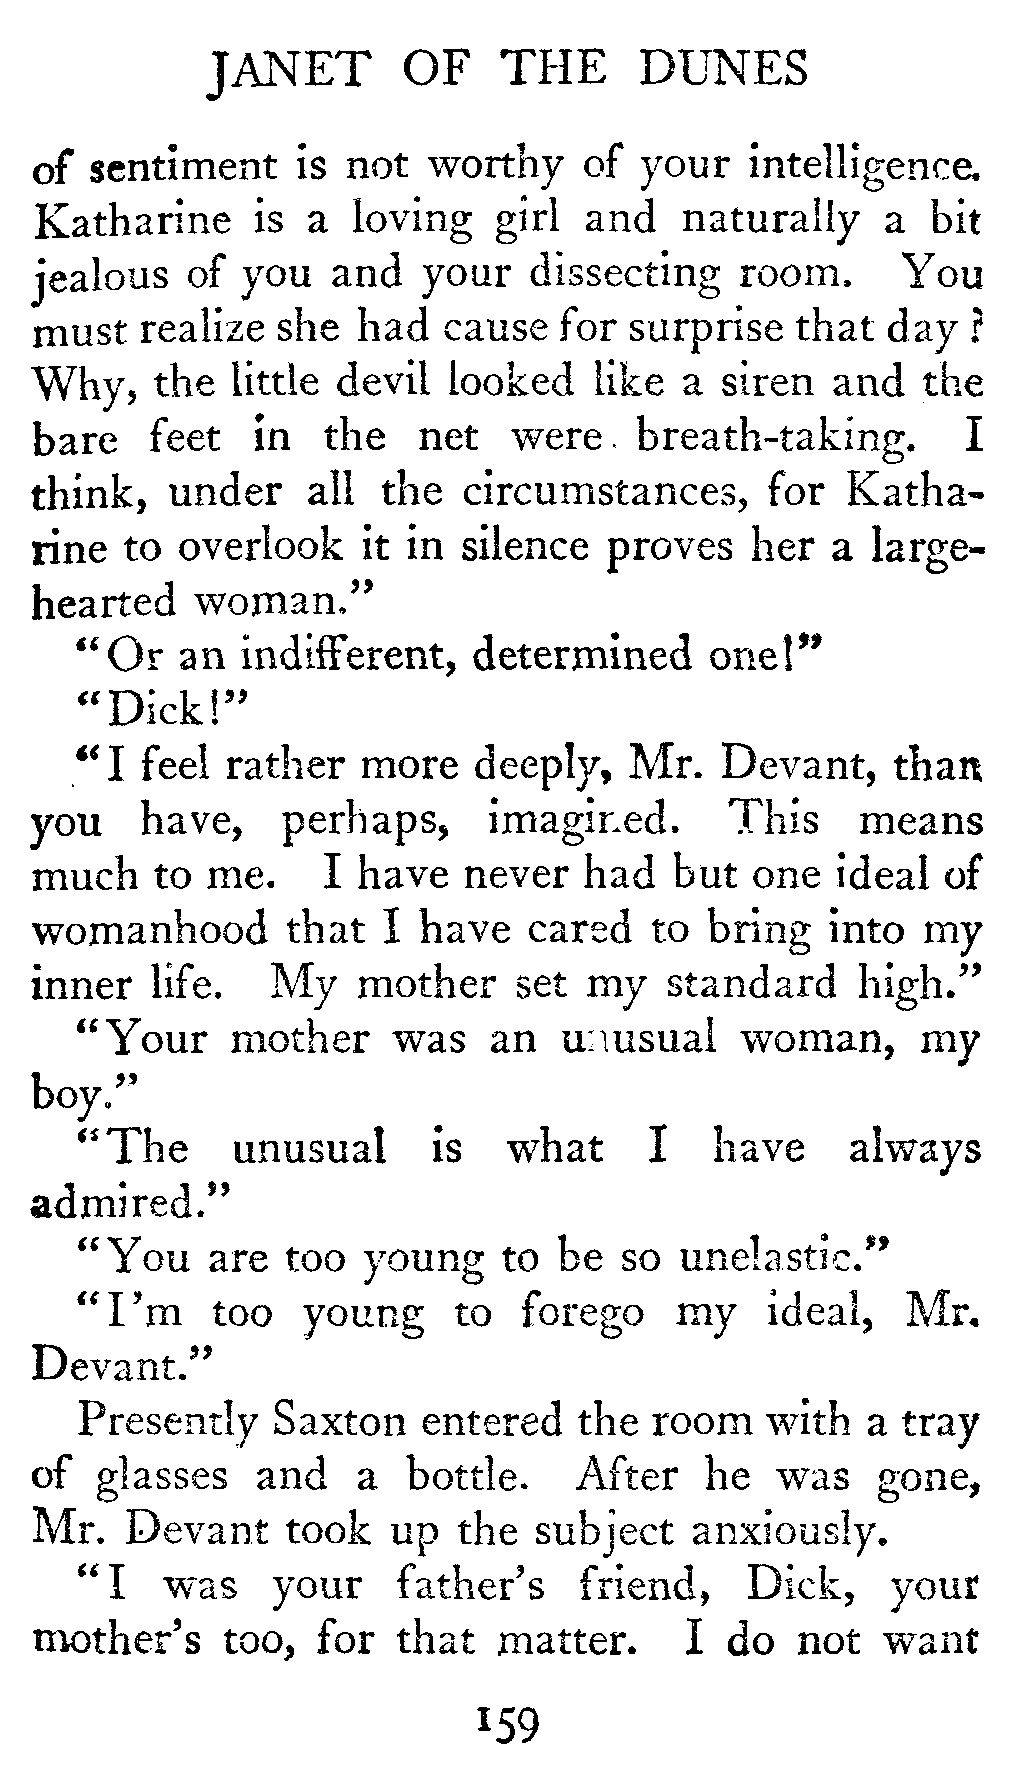 JANET OF THE DUNES
of sentiment is not worthy of your intelligence.
Katharine is a loving girl and naturally a bit
jealous of you and your dissecting room. You
must realize she had cause for surprise that day?
Why, the little devil looked like a siren and the
bare feet in the net were breath-taking. I
think, under all the circumstances, for Katha-
rine to overlook it in silence proves her a large-
hearted woman."
"Or an indifferent, determined one!"
"Dick!"
"I feel rather more deeply, Mr. Devant, than
you have, perhaps, imagined. This means
much to me. I have never had but one ideal of
womanhood that I have cared to bring into my
inner life. My mother set my standard high."
"Your mother was an unusual woman, my
boy."
"The unusual is what I have always
admired."
"You are too young to be so unelastic."
"I'm too young to forego my ideal, Mr.
Devant."
Presently Saxton entered the room with a tray
of glasses and a bottle. After he was gone,
Mr. Devant took up the subject anxiously.
"I was your father's friend, Dick, your
mother's too, for that matter. I do not want
159